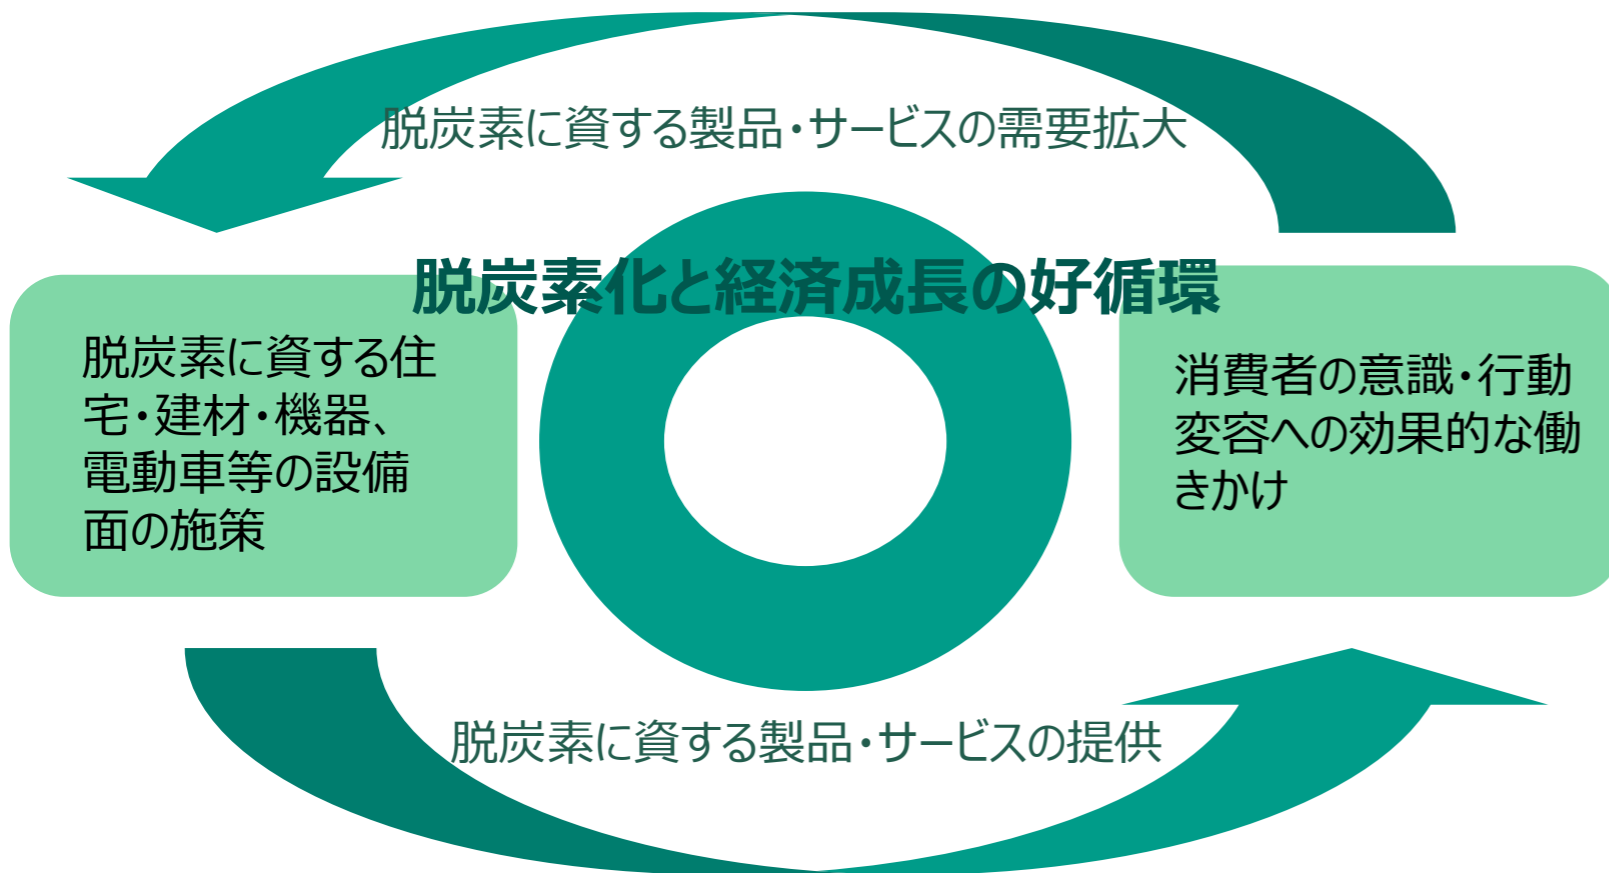 脱炭素に資する製品・サービスの需要拡大
脱炭素化と経済成長の好循環
脱炭素に資する住
宅・建材・機器、
電動車等の設備
面の施策
消費者の意識・行動
変容への効果的な働
きかけ
脱炭素に資する製品・サービスの提供